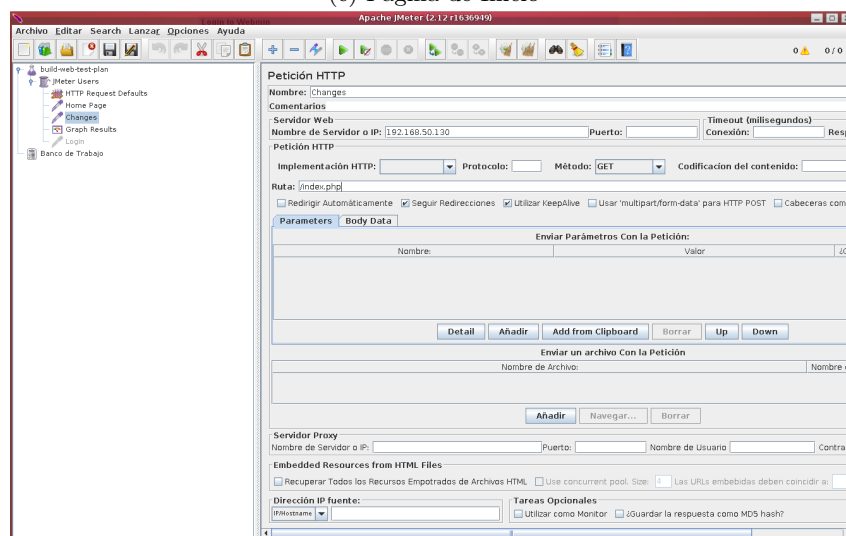 Apache JMeter (2.12 r1636949)
Archivo Editar Search Lanzar Opciones Ayuda
0 0 / 0
build-web-test-plan
JMeter Users
HTTP Request Defaults
Home Page
Changes
Graph Results
Login
Banco de Trabajo
Petición HTTP
Nombre: Changes
Comentarios
Servidor Web
Timeout (milisegundos)
Nombre de Servidor o IP: 192.168.50.130 Puerto: Conexión: Resp
Petición HTTP
Implementación HTTP: Protocolo: Método: GET Codificacion del contenido:
Ruta: /index.php
Redirigir Automáticamente Seguir Redirecciones Utilizar KeepAlive Usar 'multipart/form-data' para HTTP POST Cabeceras com
Parameters Body Data
Enviar Parámetros Con la Petición:
Nombre: Valor
Detail Añadir Add from Clipboard Borrar Up Down
Enviar un archivo Con la Petición
Nombre de Archivo: Nombre
Añadir Navegar... Borrar
Servidor Proxy
Nombre de Servidor o IP: Puerto: Nombre de Usuario Contra
Embedded Resources from HTML Files
Recuperar Todos los Recursos Empotrados de Archivos HTML Use concurrent pool. Size: 4 Las URLs embebidas deben coincidir a:
Dirección IP fuente: Tareas Opcionales
IP/Hostname Utilizar como Monitor ¿Guardar la respuesta como MD5 hash?